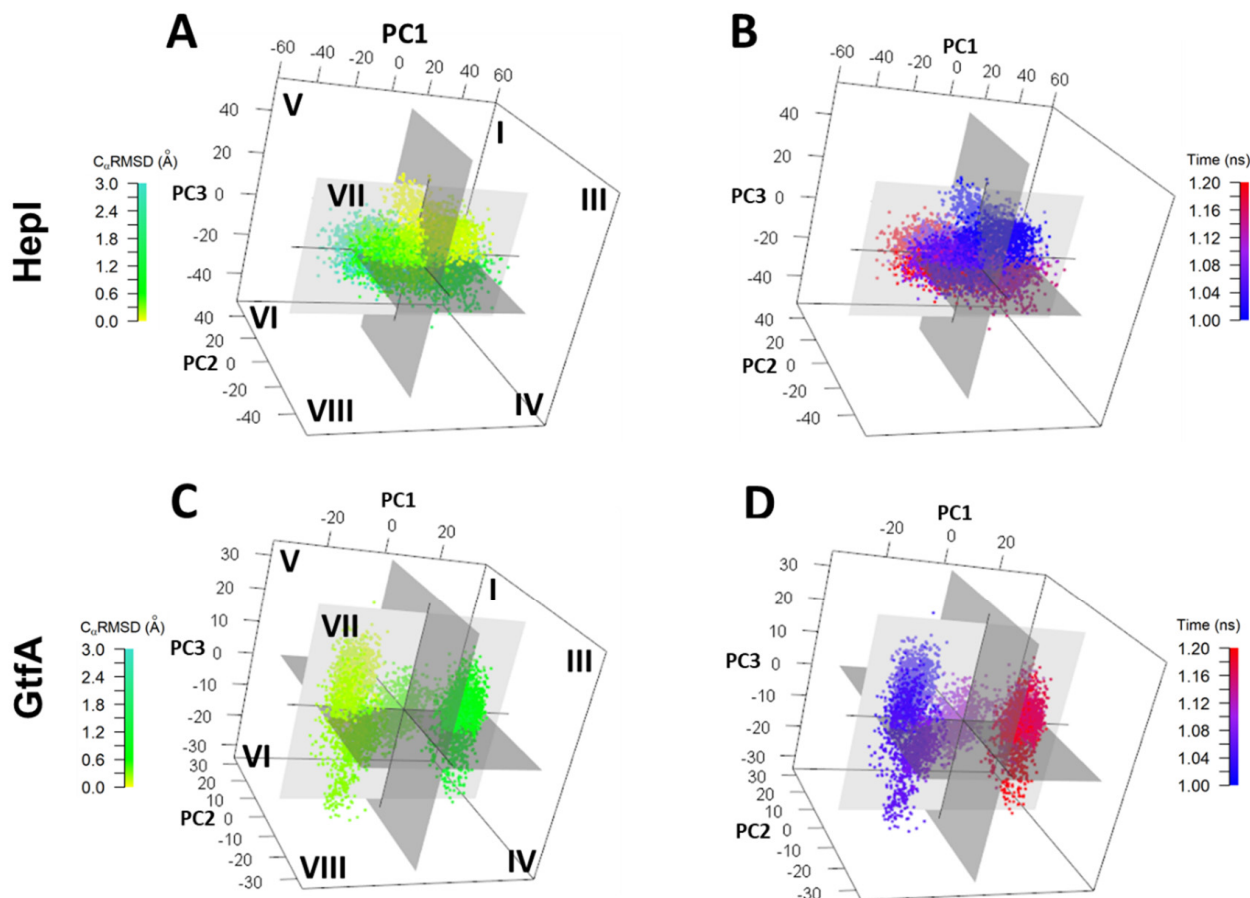 A
PC1
-60 -40 -20 0 20 40 60
V
I
40
20
PC3 0
-20
-40
VII
III
CαRMSD (Å)
3.0
2.4
1.8
1.2
0.6
0.0
HepI
VI
40
20
PC2 0
-20
-40
VIII
IV
B
PC1
-60 -40 -20 0 20 40 60
40
20
PC3 0
-20
-40
40
20
PC2 0
-20
-40
Time (ns)
1.20
1.16
1.12
1.08
1.04
1.00
C
PC1
-20 0 20
V
I
30
20
10
PC3 0
-10
-20
-30
VII
III
CαRMSD (Å)
3.0
2.4
1.8
1.2
0.6
0.0
GtfA
VI
30
20
10
PC2 0
-10
-20
-30
VIII
IV
D
PC1
-20 0 20
30
20
10
PC3 0
-10
-20
-30
30
20
10
PC2 0
-10
-20
-30
Time (ns)
1.20
1.16
1.12
1.08
1.04
1.00